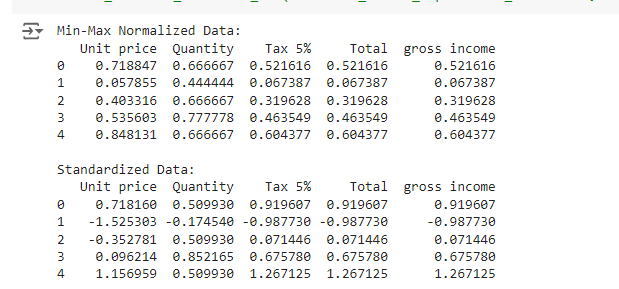 Min-Max Normalized Data:
   Unit price  Quantity    Tax 5%     Total  gross income
0    0.718847  0.666667  0.521616  0.521616      0.521616
1    0.057855  0.444444  0.067387  0.067387      0.067387
2    0.403316  0.666667  0.319628  0.319628      0.319628
3    0.535603  0.777778  0.463549  0.463549      0.463549
4    0.848131  0.666667  0.604377  0.604377      0.604377
Standardized Data:
   Unit price  Quantity    Tax 5%     Total  gross income
0    0.718160  0.509930  0.919607  0.919607      0.919607
1   -1.525303 -0.174540 -0.987730 -0.987730     -0.987730
2   -0.352781  0.509930  0.071446  0.071446      0.071446
3    0.096214  0.852165  0.675780  0.675780      0.675780
4    1.156959  0.509930  1.267125  1.267125      1.267125